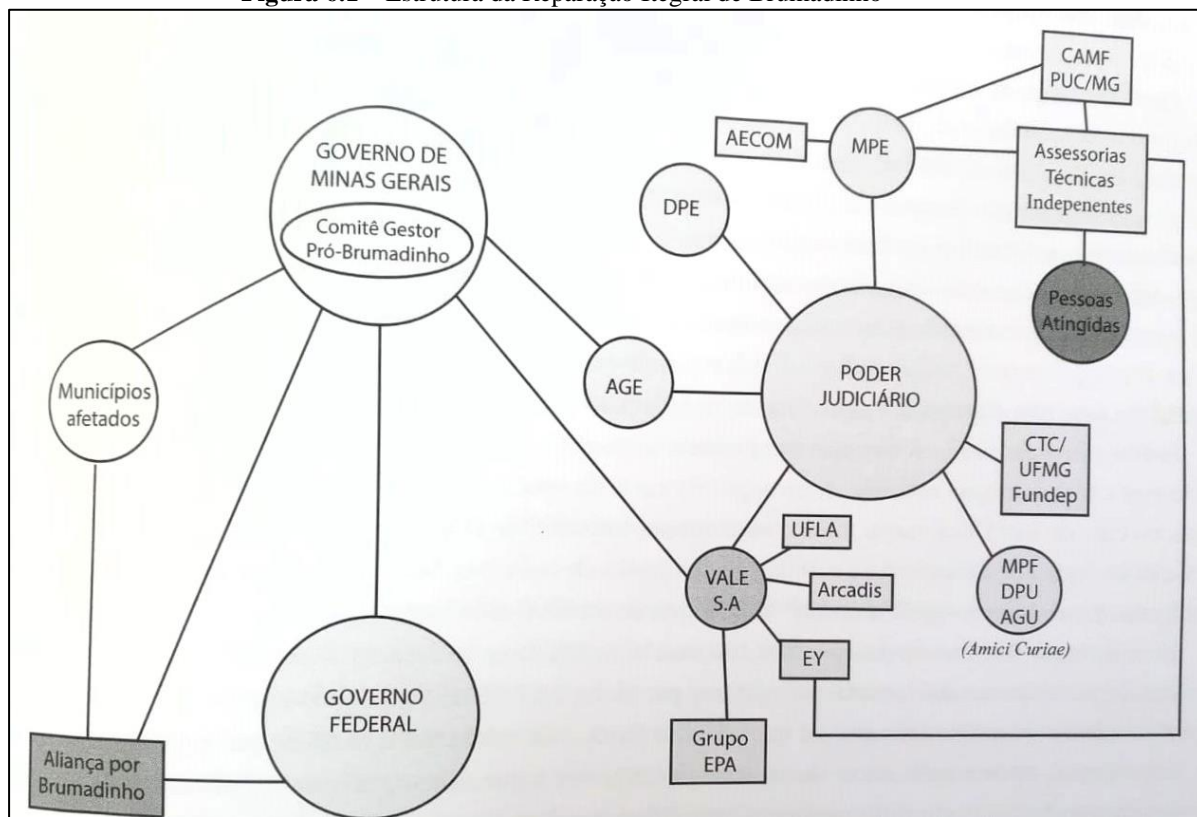 Estrutura da Reparação
de Brumadinho
GOVERNO DE
MINAS GERAIS
Comitê Gestor
Pró-Brumadinho
Municípios
afetados
Aliança por
Brumadinho
GOVERNO
FEDERAL
AGE
DPE
AECOM
MPE
CAMF
PUC/MG
Assessorias
Técnicas
Indepenentes
Pessoas
Atingidas
PODER
JUDICIÁRIO
CTC/
UFMG
Fundep
MPF
DPU
AGU
(Amici Curiae)
UFLA
VALE
S.A
Arcadis
EY
Grupo
EPA